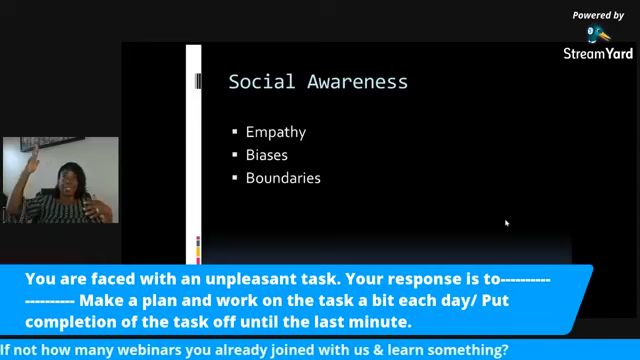 Powered by
StreamYard
Social Awareness
▪ Empathy
▪ Biases
▪ Boundaries
You are faced with an unpleasant task. Your response is to----------
------------------- Make a plan and work on the task a bit each day/ Put
completion of the task off until the last minute.
If not how many webinars you already joined with us & learn something?